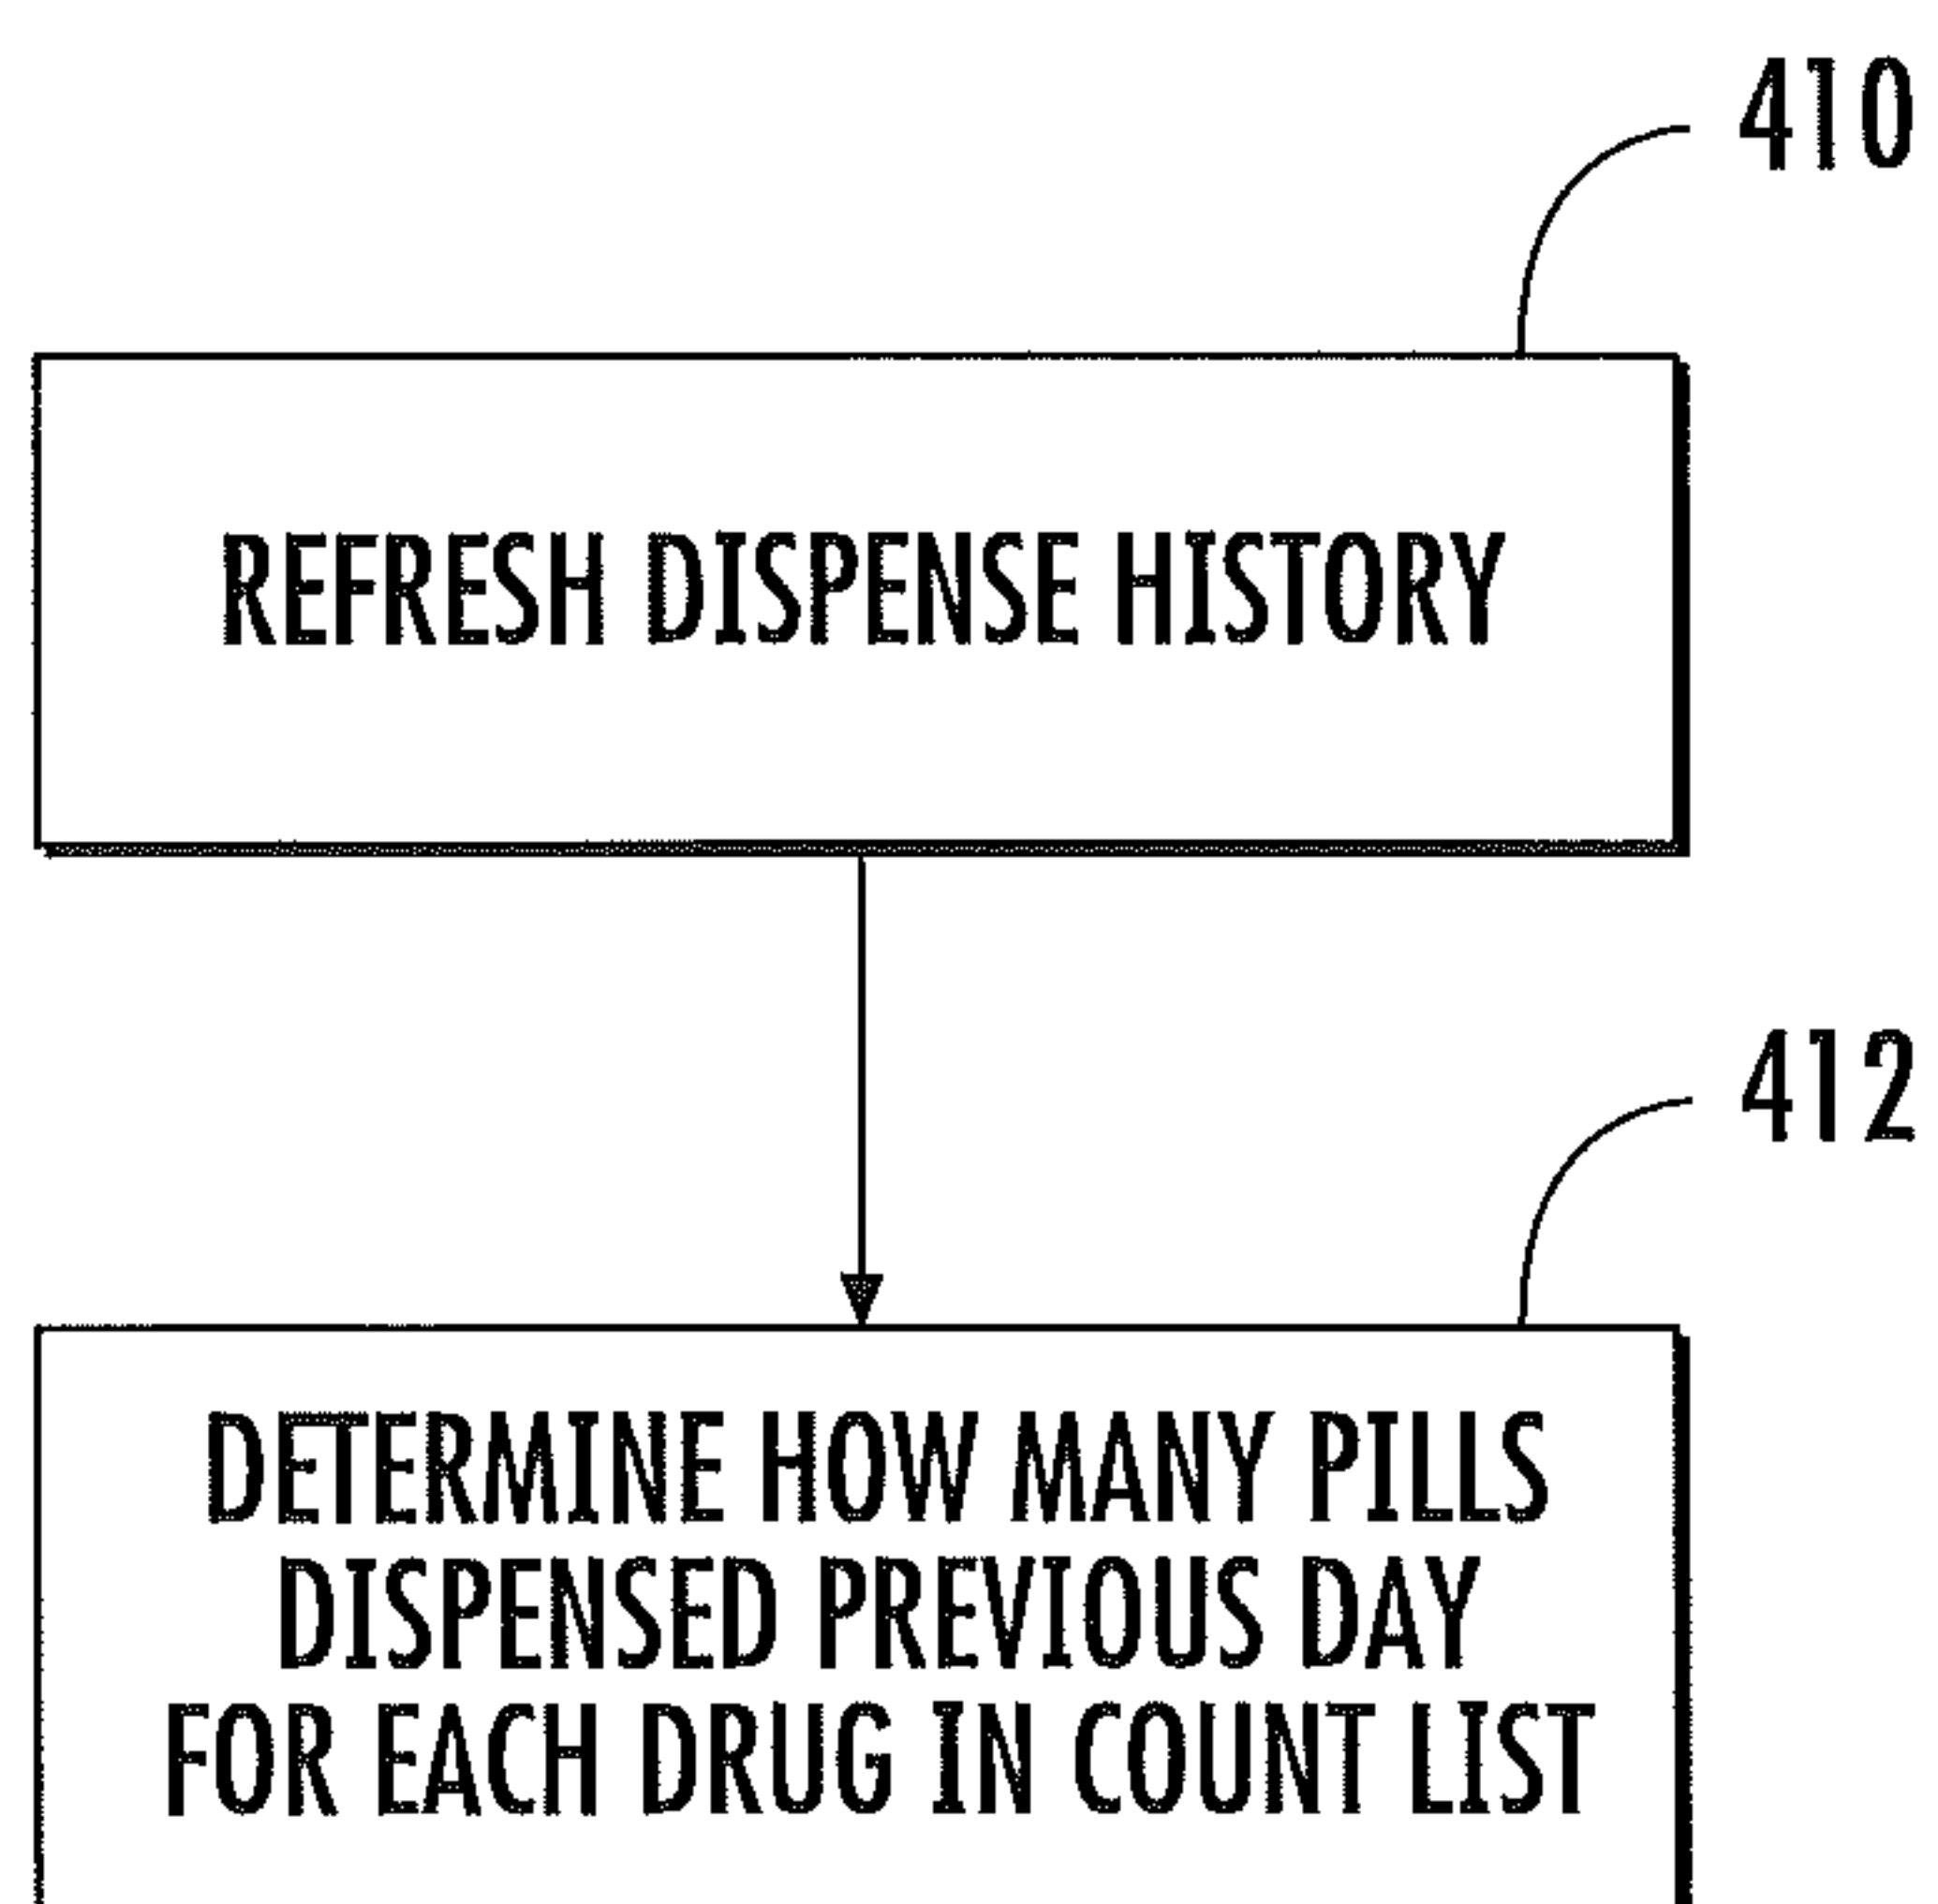 410
REFRESH DISPENSE HISTORY
412
DETERMINE HOW MANY PILLS
DISPENSED PREVIOUS DAY
FOR EACH DRUG IN COUNT LIST